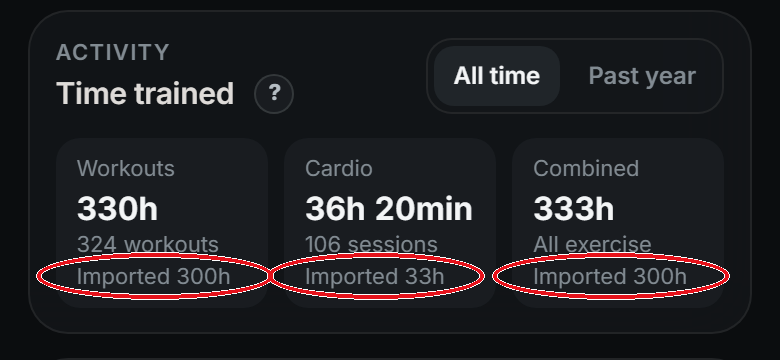 ACTIVITY
Time trained
?
All time
Past year
Workouts
330h
324 workouts
Imported 300h
Cardio
36h 20min
106 sessions
Imported 33h
Combined
333h
All exercise
Imported 300h